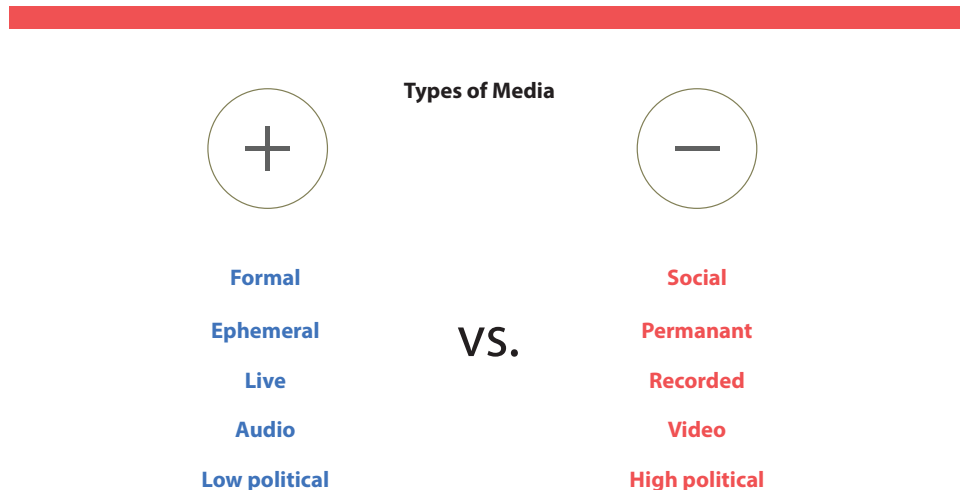 Types of Media
+
−
Formal
Social
Ephemeral
vs.
Permanant
Live
Recorded
Audio
Video
Low political
High political